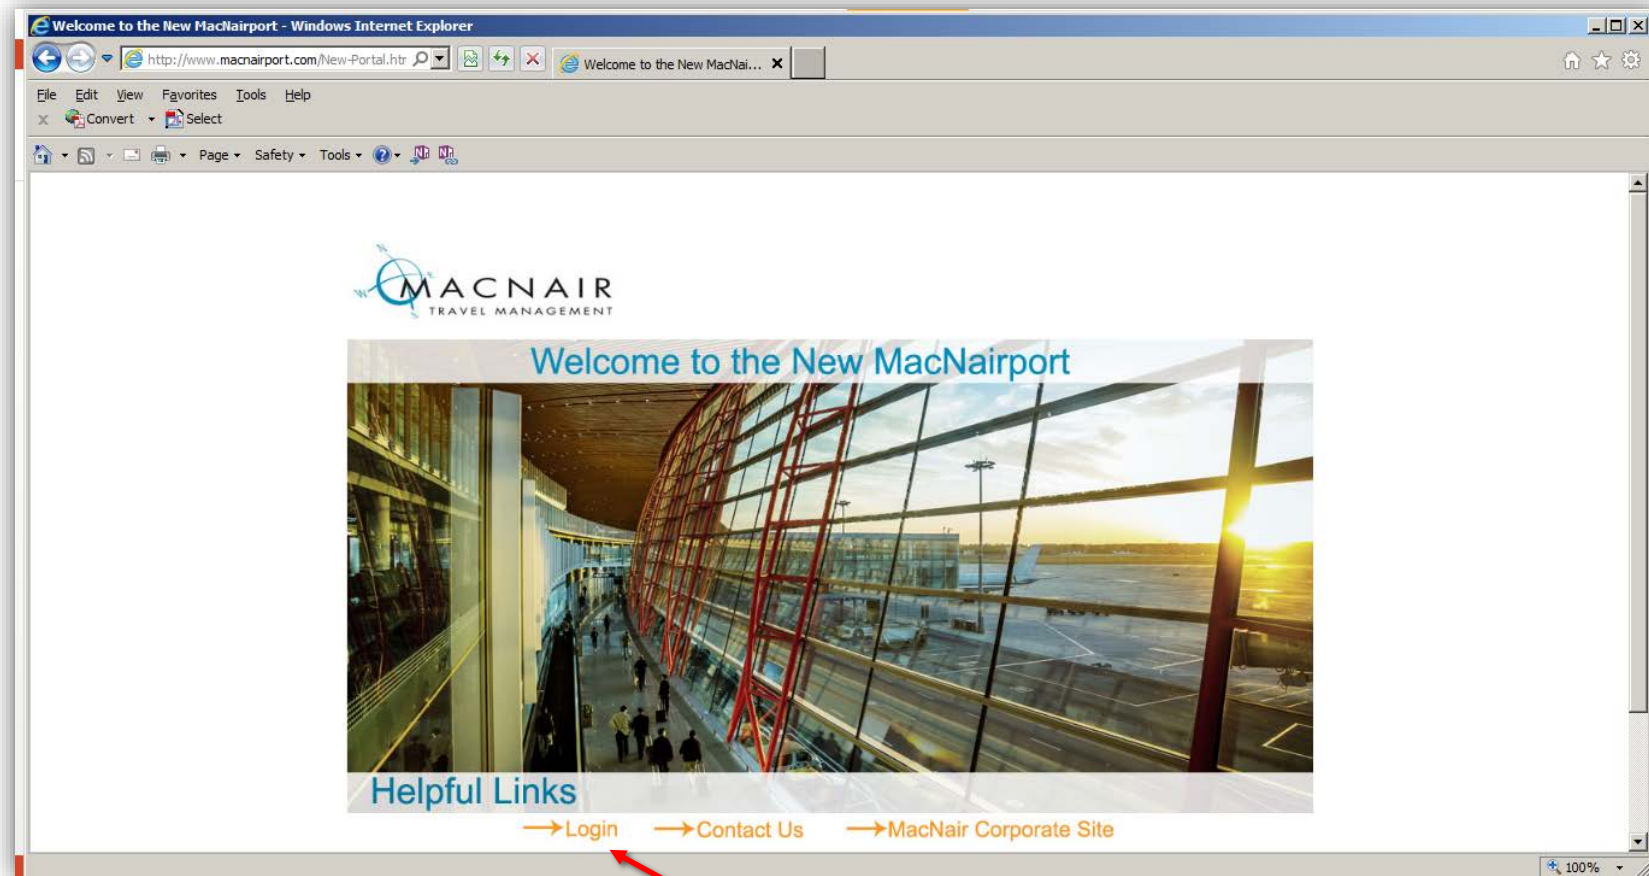 Welcome to the New MacNairport - Windows Internet Explorer
http://www.macnairport.com/New-Portal.htr
Welcome to the New MacNai...
File Edit View Favorites Tools Help
x Convert Select
Page Safety Tools
N
W
MACNAIR
TRAVEL MANAGEMENT
Welcome to the New MacNairport
Helpful Links
Login Contact Us MacNair Corporate Site
100%